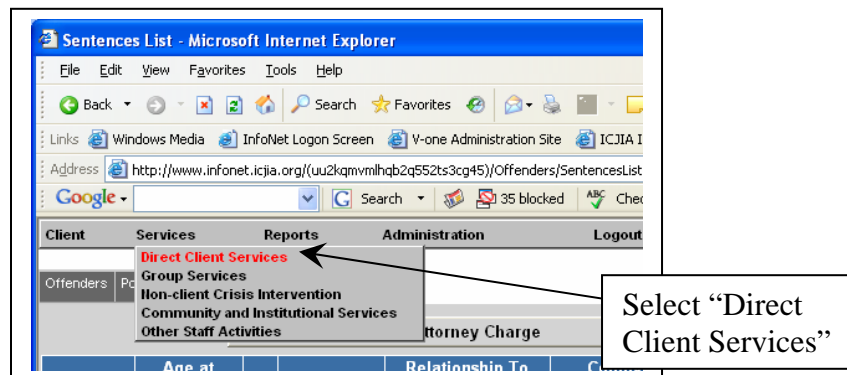 Sentences List - Microsoft Internet Explorer
File Edit View Favorites Tools Help
Back Search Favorites
Links Windows Media InfoNet Logon Screen V-one Administration Site ICJIA I
Address http://www.infonet.icjia.org/(uu2kqmvmlhqb2q552ts3cg45)/Offenders/SentencesList
Google G Search 35 blocked ABC Chec
Client Services Reports Administration Logout
Direct Client Services
Offenders Po
Group Services
Non-client Crisis Intervention
Community and Institutional Services
Other Staff Activities
ttorney Charge
Age at Relationship To
Select “Direct
Client Services”